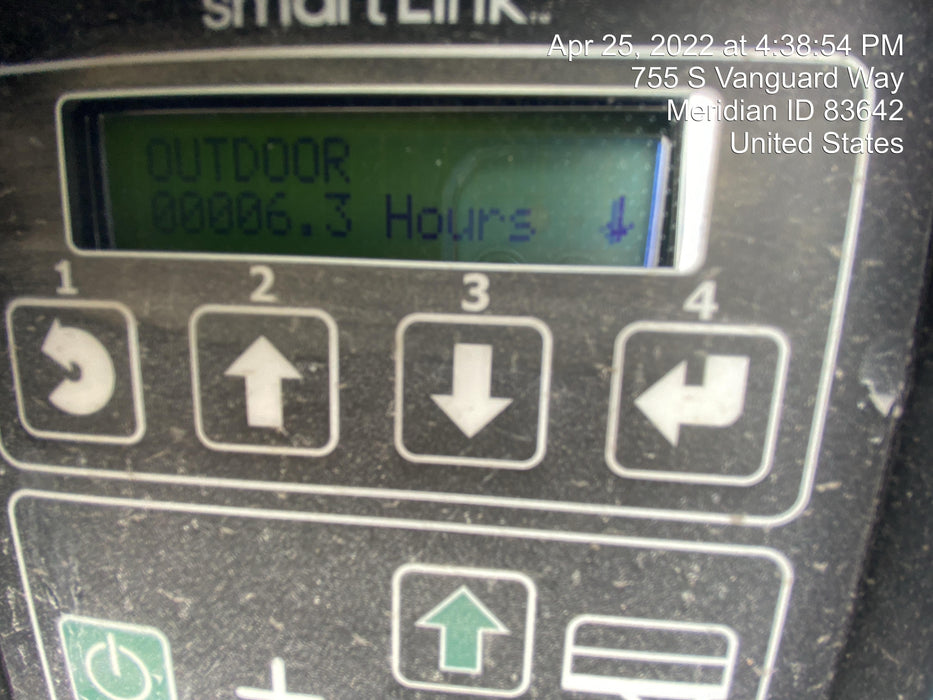 smartLink™
Apr 25, 2022 at 4:38:54 PM
755 S Vanguard Way
Meridian ID 83642
United States
OUTDOOR
00006.3 Hours ↓
1 2 3 4